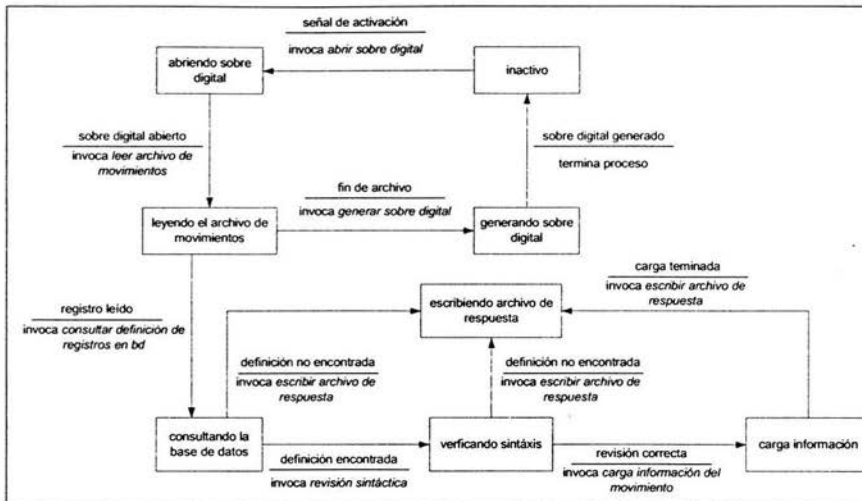 señal de activación
invoca abrir sobre digital
abriendo sobre
digital
inactivo
sobre digital abierto
invoca leer archivo de
movimientos
sobre digital generado
termina proceso
fin de archivo
invoca generar sobre digital
leyendo el archivo de
movimientos
generando sobre
digital
carga teminada
invoca escribir archivo de
respuesta
escribiendo archivo de
respuesta
registro leído
invoca consultar definición de
registros en bd
definición no encontrada
invoca escribir archivo de
respuesta
definición no encontrada
invoca escribir archivo de
respuesta
consultando la
base de datos
definición encontrada
invoca revisión sintáctica
verficando sintáxis
revisión correcta
invoca carga información del
movimiento
carga información